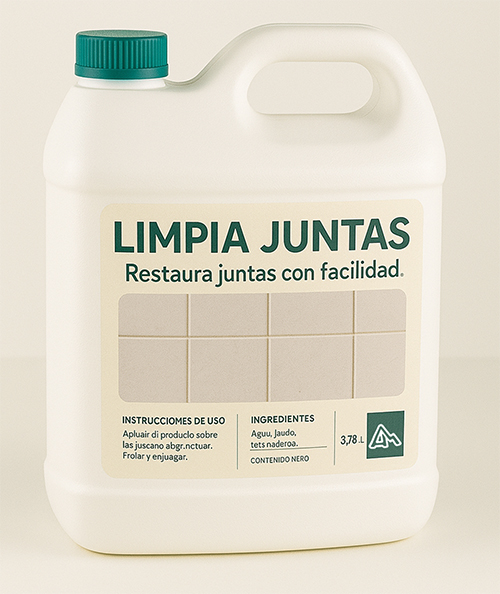 LIMPIA JUNTAS
Restaura juntas con facilidad.
INSTRUCCIOMES DE USO
Apluair di produclo sobre
las juscano abgr.nctuar.
Frolar y enjuagar.
INGREDIENTES
Aguu, Jaudo,
tets naderoa.
CONTENIDO NERO
3,78 .L